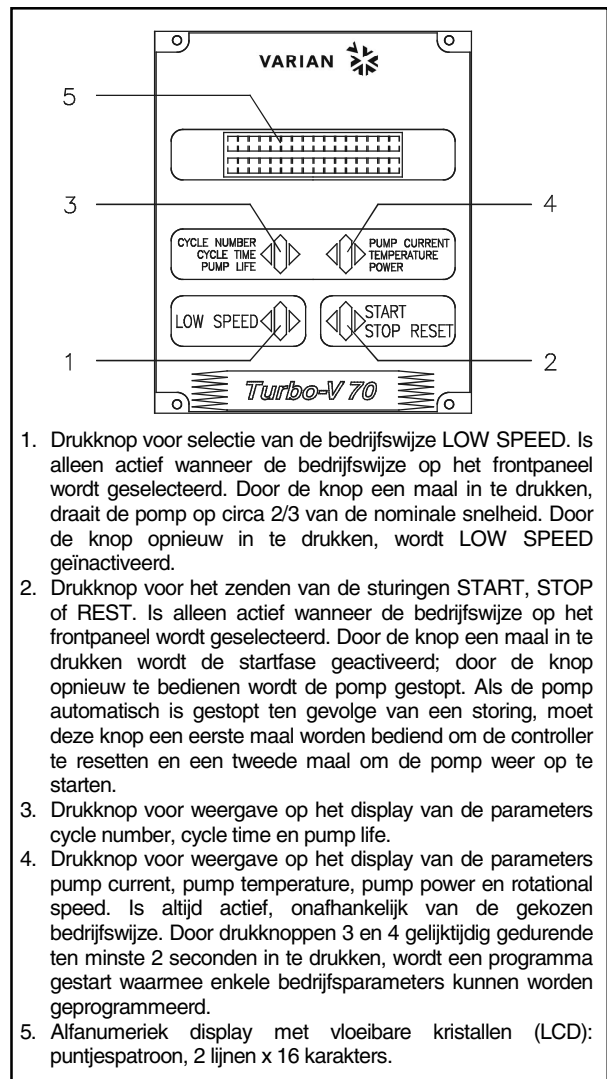 VARIAN
5
3
4
CYCLE NUMBER
CYCLE TIME
PUMP LIFE
PUMP CURRENT
TEMPERATURE
POWER
LOW SPEED
START
STOP RESET
1
2
Turbo-V 70
1. Drukknop voor selectie van de bedrijfswijze LOW SPEED. Is
alleen actief wanneer de bedrijfswijze op het frontpaneel
wordt geselecteerd. Door de knop een maal in te drukken,
draait de pomp op circa 2/3 van de nominale snelheid. Door
de knop opnieuw in te drukken, wordt LOW SPEED
geïnactiveerd.
2. Drukknop voor het zenden van de sturingen START, STOP
of REST. Is alleen actief wanneer de bedrijfswijze op het
frontpaneel wordt geselecteerd. Door de knop een maal in te
drukken wordt de startfase geactiveerd; door de knop
opnieuw te bedienen wordt de pomp gestopt. Als de pomp
automatisch is gestopt ten gevolge van een storing, moet
deze knop een eerste maal worden bediend om de controller
te resetten en een tweede maal om de pomp weer op te
starten.
3. Drukknop voor weergave op het display van de parameters
cycle number, cycle time en pump life.
4. Drukknop voor weergave op het display van de parameters
pump current, pump temperature, pump power en rotational
speed. Is altijd actief, onafhankelijk van de gekozen
bedrijfswijze. Door drukknoppen 3 en 4 gelijktijdig gedurende
ten minste 2 seconden in te drukken, wordt een programma
gestart waarmee enkele bedrijfsparameters kunnen worden
geprogrammeerd.
5. Alfanumeriek display met vloeibare kristallen (LCD):
puntjespatroon, 2 lijnen x 16 karakters.